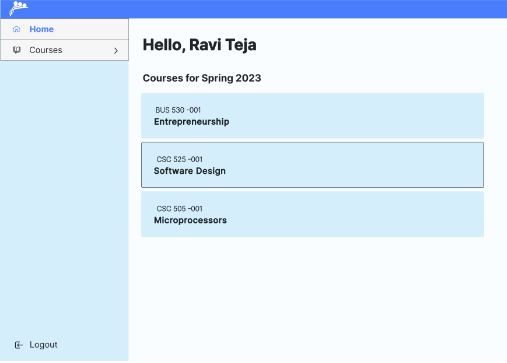 Home
Courses
Hello, Ravi Teja
Courses for Spring 2023
BUS 530 -001
Entrepreneurship
CSC 525 -001
Software Design
CSC 505 -001
Microprocessors
Logout